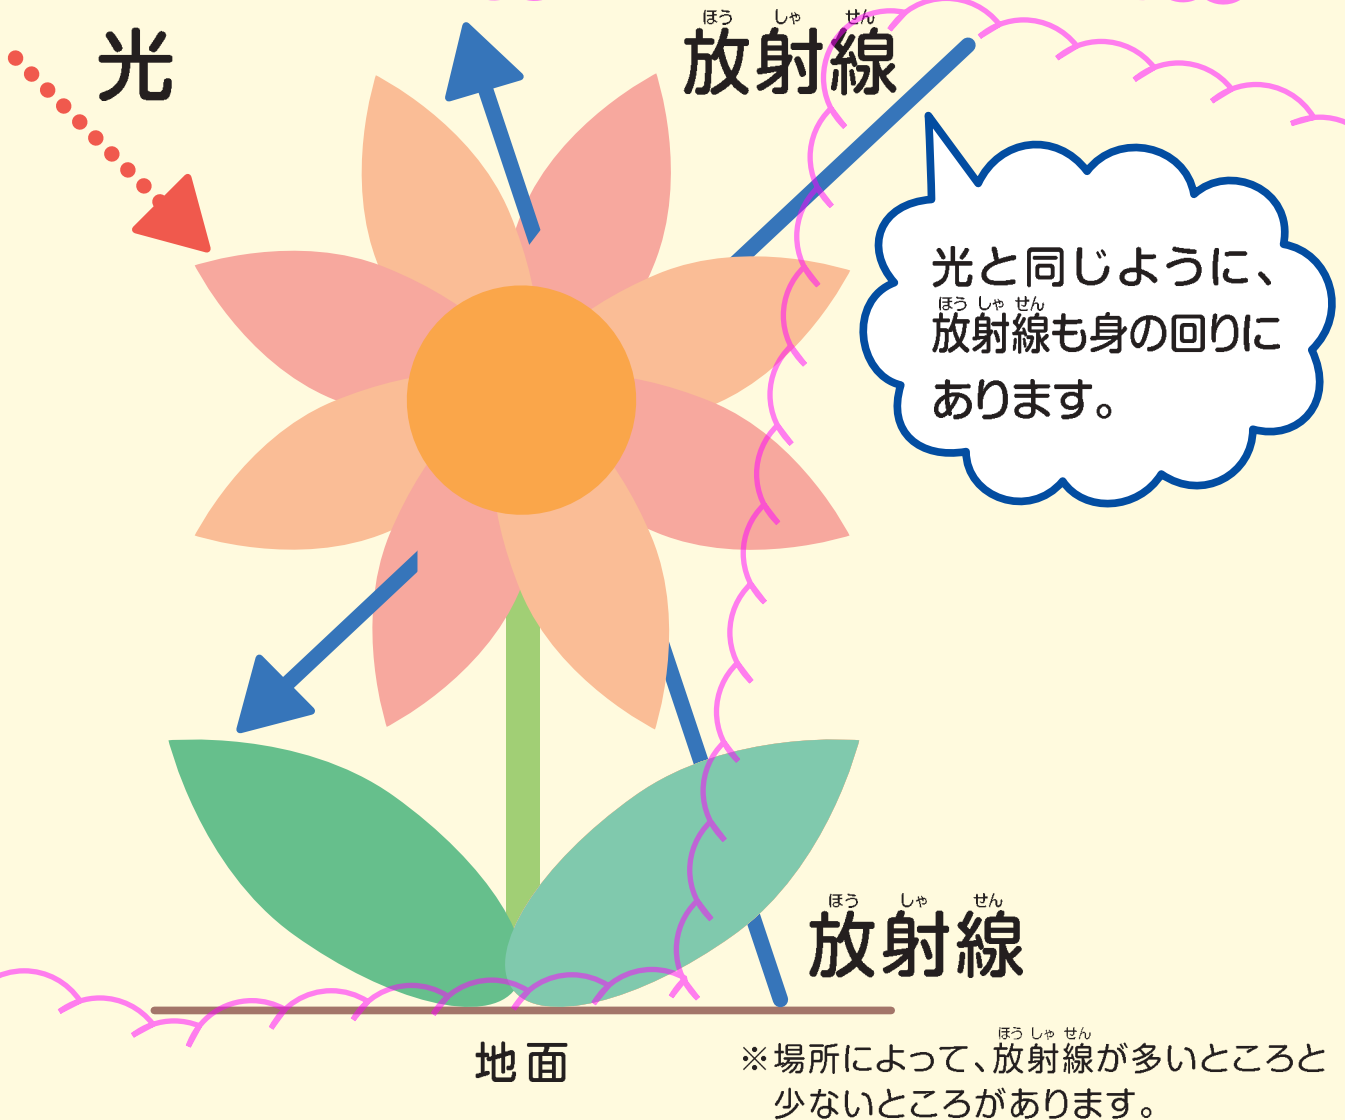 光
放射線
ほう しゃ せん
光と同じように、
放射線も身の回りに
ほう しゃ せん
あります。
放射線
ほう しゃ せん
地面
※場所によって、放射線が多いところと
ほう しゃ せん
少ないところがあります。